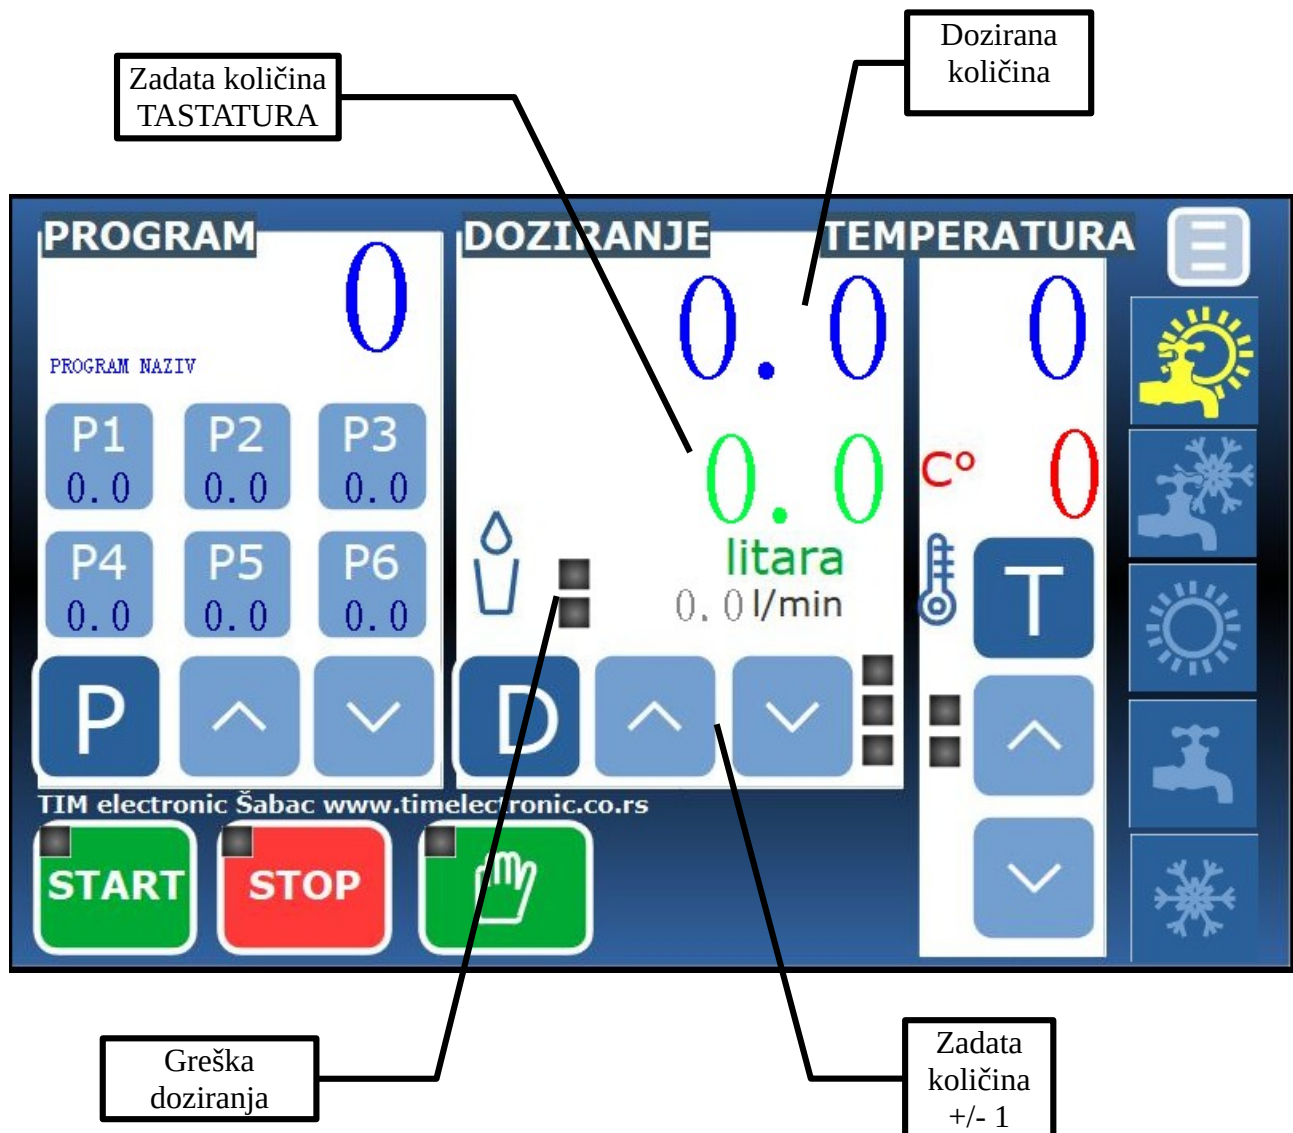 Dozirana
količina
Zadata količina
TASTATURA
PROGRAM
DOZIRANJE
TEMPERATURA
0
0.0
0
PROGRAM NAZIV
P1
0.0
P2
0.0
P3
0.0
0.0
C°
0
P4
0.0
P5
0.0
P6
0.0
litara
0.0 l/min
T
P
D
TIM electronic Šabac www.timelectronic.co.rs
START
STOP
Greška
doziranja
Zadata
količina
+/- 1